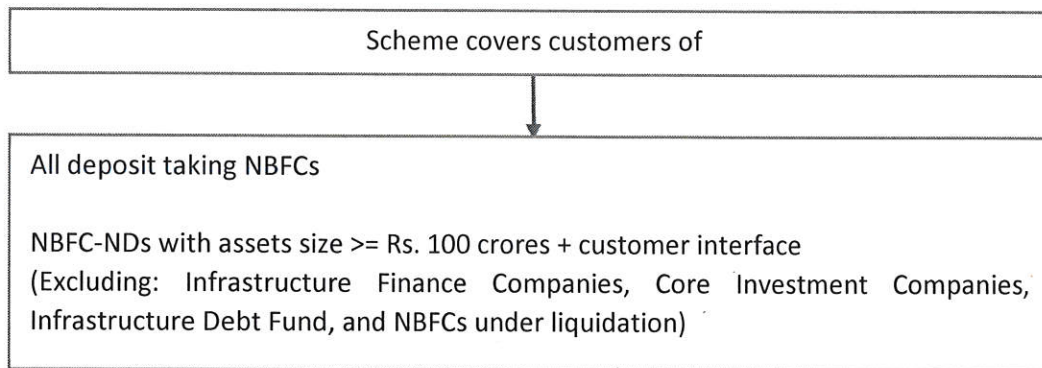 Scheme covers customers of
All deposit taking NBFCs
NBFC-NDs with assets size >= Rs. 100 crores + customer interface
(Excluding: Infrastructure Finance Companies, Core Investment Companies,
Infrastructure Debt Fund, and NBFCs under liquidation)